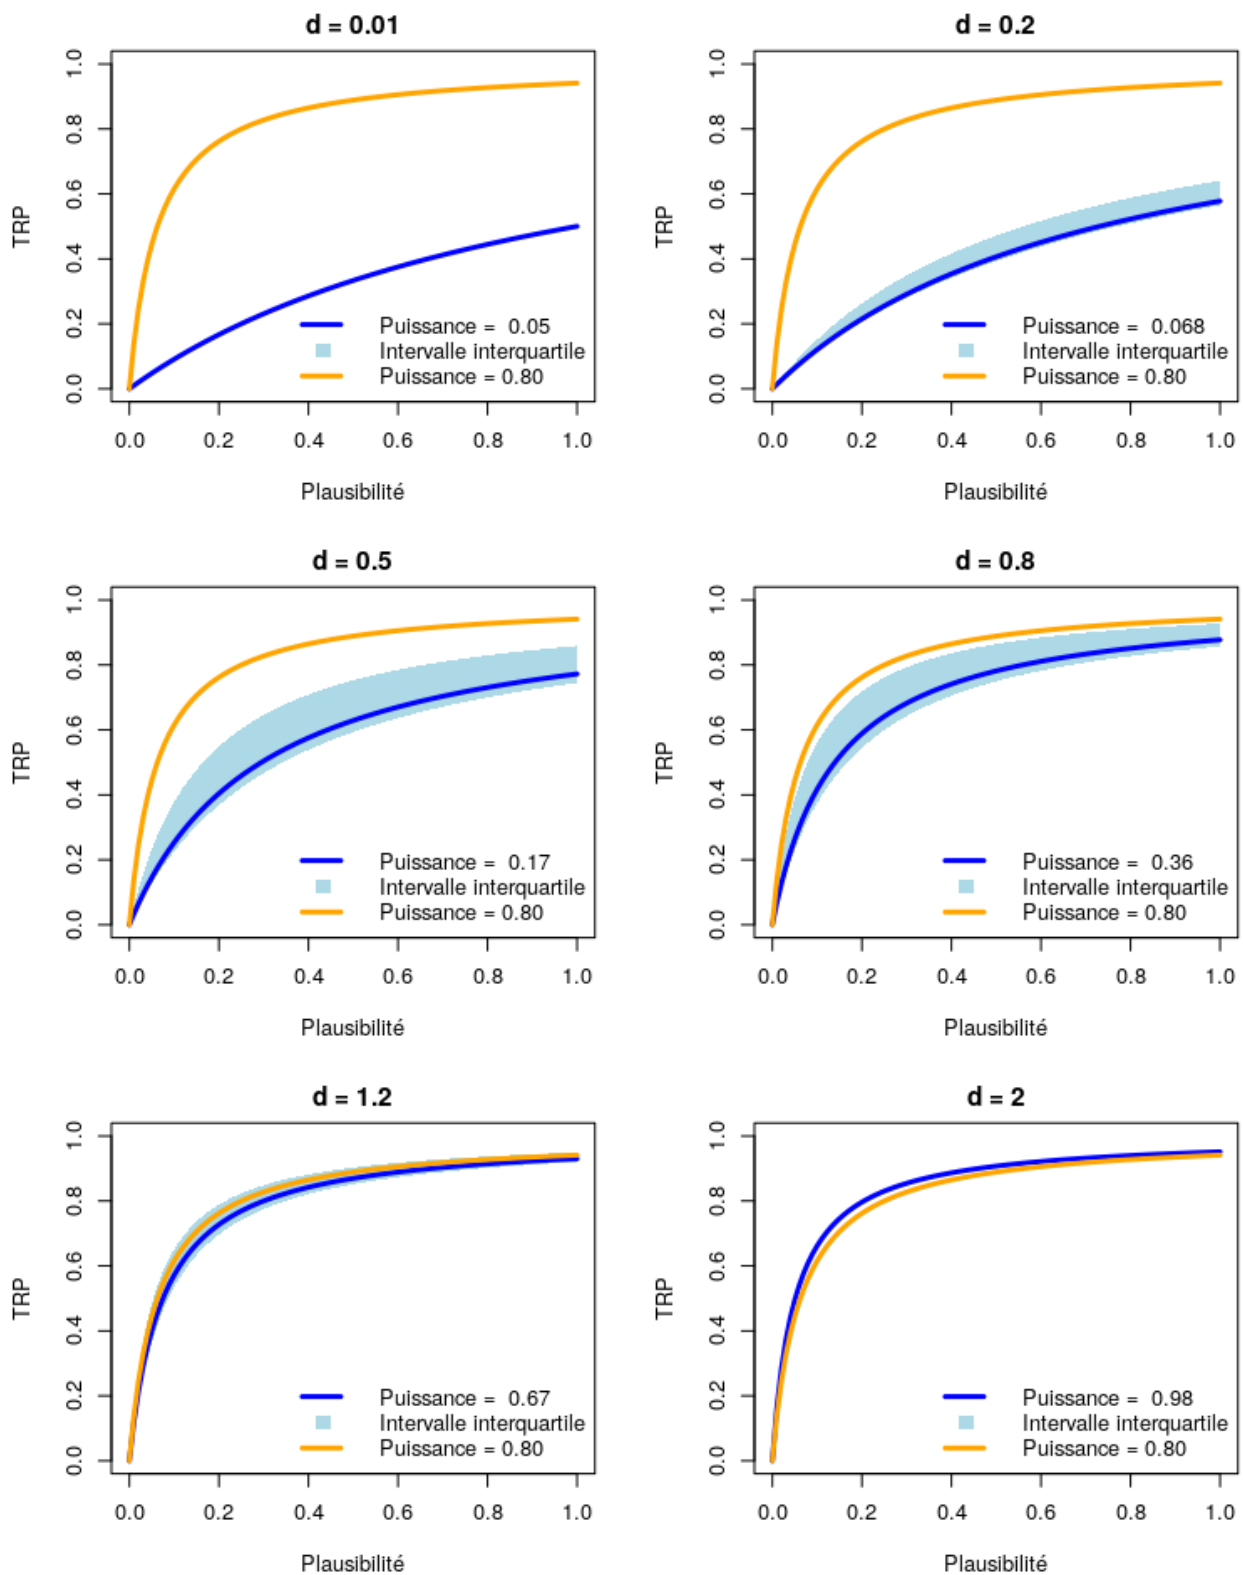 d = 0.01
TRP
1.0
0.8
0.6
0.4
0.2
0.0
Puissance = 0.05
Intervalle interquartile
Puissance = 0.80
0.0 0.2 0.4 0.6 0.8 1.0
Plausibilité
d = 0.2
TRP
1.0
0.8
0.6
0.4
0.2
0.0
Puissance = 0.068
Intervalle interquartile
Puissance = 0.80
0.0 0.2 0.4 0.6 0.8 1.0
Plausibilité
d = 0.5
TRP
1.0
0.8
0.6
0.4
0.2
0.0
Puissance = 0.17
Intervalle interquartile
Puissance = 0.80
0.0 0.2 0.4 0.6 0.8 1.0
Plausibilité
d = 0.8
TRP
1.0
0.8
0.6
0.4
0.2
0.0
Puissance = 0.36
Intervalle interquartile
Puissance = 0.80
0.0 0.2 0.4 0.6 0.8 1.0
Plausibilité
d = 1.2
TRP
1.0
0.8
0.6
0.4
0.2
0.0
Puissance = 0.67
Intervalle interquartile
Puissance = 0.80
0.0 0.2 0.4 0.6 0.8 1.0
Plausibilité
d = 2
TRP
1.0
0.8
0.6
0.4
0.2
0.0
Puissance = 0.98
Intervalle interquartile
Puissance = 0.80
0.0 0.2 0.4 0.6 0.8 1.0
Plausibilité